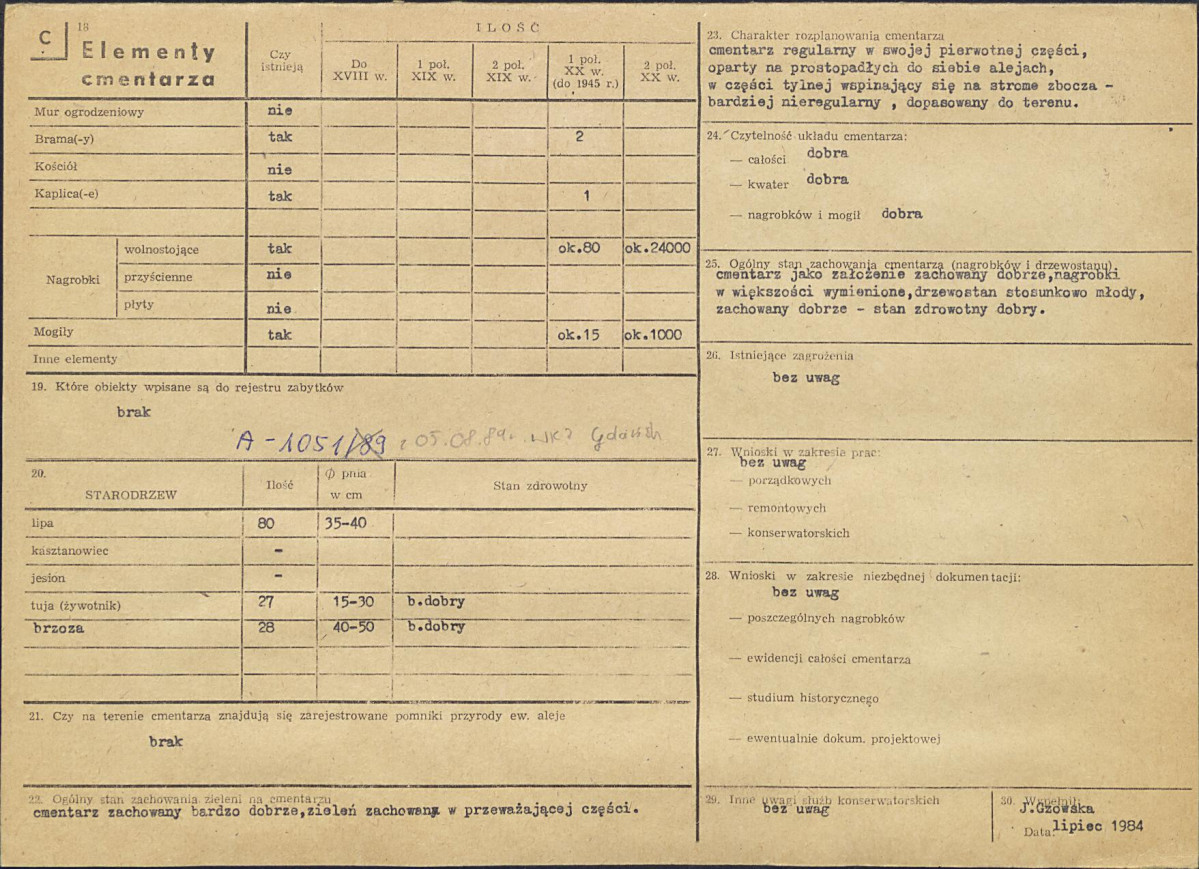 C
18
Elementy
cmentarza
Czy
istnieją
ILOŚĆ
Do
XVIII w.
1 poł.
XIX w.
2 poł.
XIX w.
1 poł.
XX w.
(do 1945 r.)
2 poł.
XX w.
Mur ogrodzeniowy nie
Brama(-y) tak 2
Kościół nie
Kaplica(-e) tak 1
Nagrobki
wolnostojące tak ok.80 ok.24000
przyścienne nie
płyty nie
Mogiły tak ok.15 ok.1000
Inne elementy
19. Które obiekty wpisane są do rejestru zabytków
brak
A-1051/89, 05.08.89r. WKZ Gdańsk
20.
STARODRZEW
Ilość
Ø pnia
w cm
Stan zdrowotny
lipa 80 35-40
kasztanowiec -
jesion -
tuja (żywotnik) 27 15-30 b.dobry
brzoza 28 40-50 b.dobry
21. Czy na terenie cmentarza znajdują się zarejestrowane pomniki przyrody ew. aleje
brak
22. Ogólny stan zachowania zieleni na cmentarzu
cmentarz zachowany bardzo dobrze,zieleń zachowana w przeważającej części.
23. Charakter rozplanowania cmentarza
cmentarz regularny w swojej pierwotnej części,
oparty na prostopadłych do siebie alejach,
w części tylnej wspinający się na strome zbocza -
bardziej nieregularny , dopasowany do terenu.
24. Czytelność układu cmentarza:
— całości dobra
— kwater dobra
— nagrobków i mogił dobra
25. Ogólny stan zachowania cmentarza (nagrobków i drzewostanu).
cmentarz jako założenie zachowany dobrze,nagrobki
w większości wymienione,drzewostan stosunkowo młody,
zachowany dobrze - stan zdrowotny dobry.
26. Istniejące zagrożenia
bez uwag
27. Wnioski w zakresie prac:
bez uwag
— porządkowych
— remontowych
— konserwatorskich
28. Wnioski w zakresie niezbędnej dokumentacji:
bez uwag
— poszczególnych nagrobków
— ewidencji całości cmentarza
— studium historycznego
— ewentualnie dokum. projektowej
29. Inne uwagi służb konserwatorskich
bez uwag
30. Wypełnił
J.Gzowska
Data: lipiec 1984